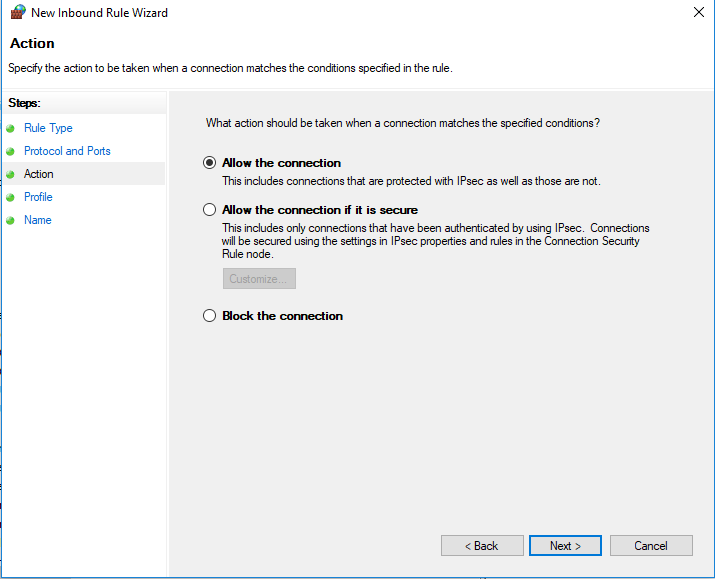 New Inbound Rule Wizard
Action
Specify the action to be taken when a connection matches the conditions specified in the rule.
Steps:
Rule Type
Protocol and Ports
Action
Profile
Name
What action should be taken when a connection matches the specified conditions?
Allow the connection
This includes connections that are protected with IPsec as well as those are not.
Allow the connection if it is secure
This includes only connections that have been authenticated by using IPsec. Connections
will be secured using the settings in IPsec properties and rules in the Connection Security
Rule node.
Customize...
Block the connection
< Back
Next >
Cancel